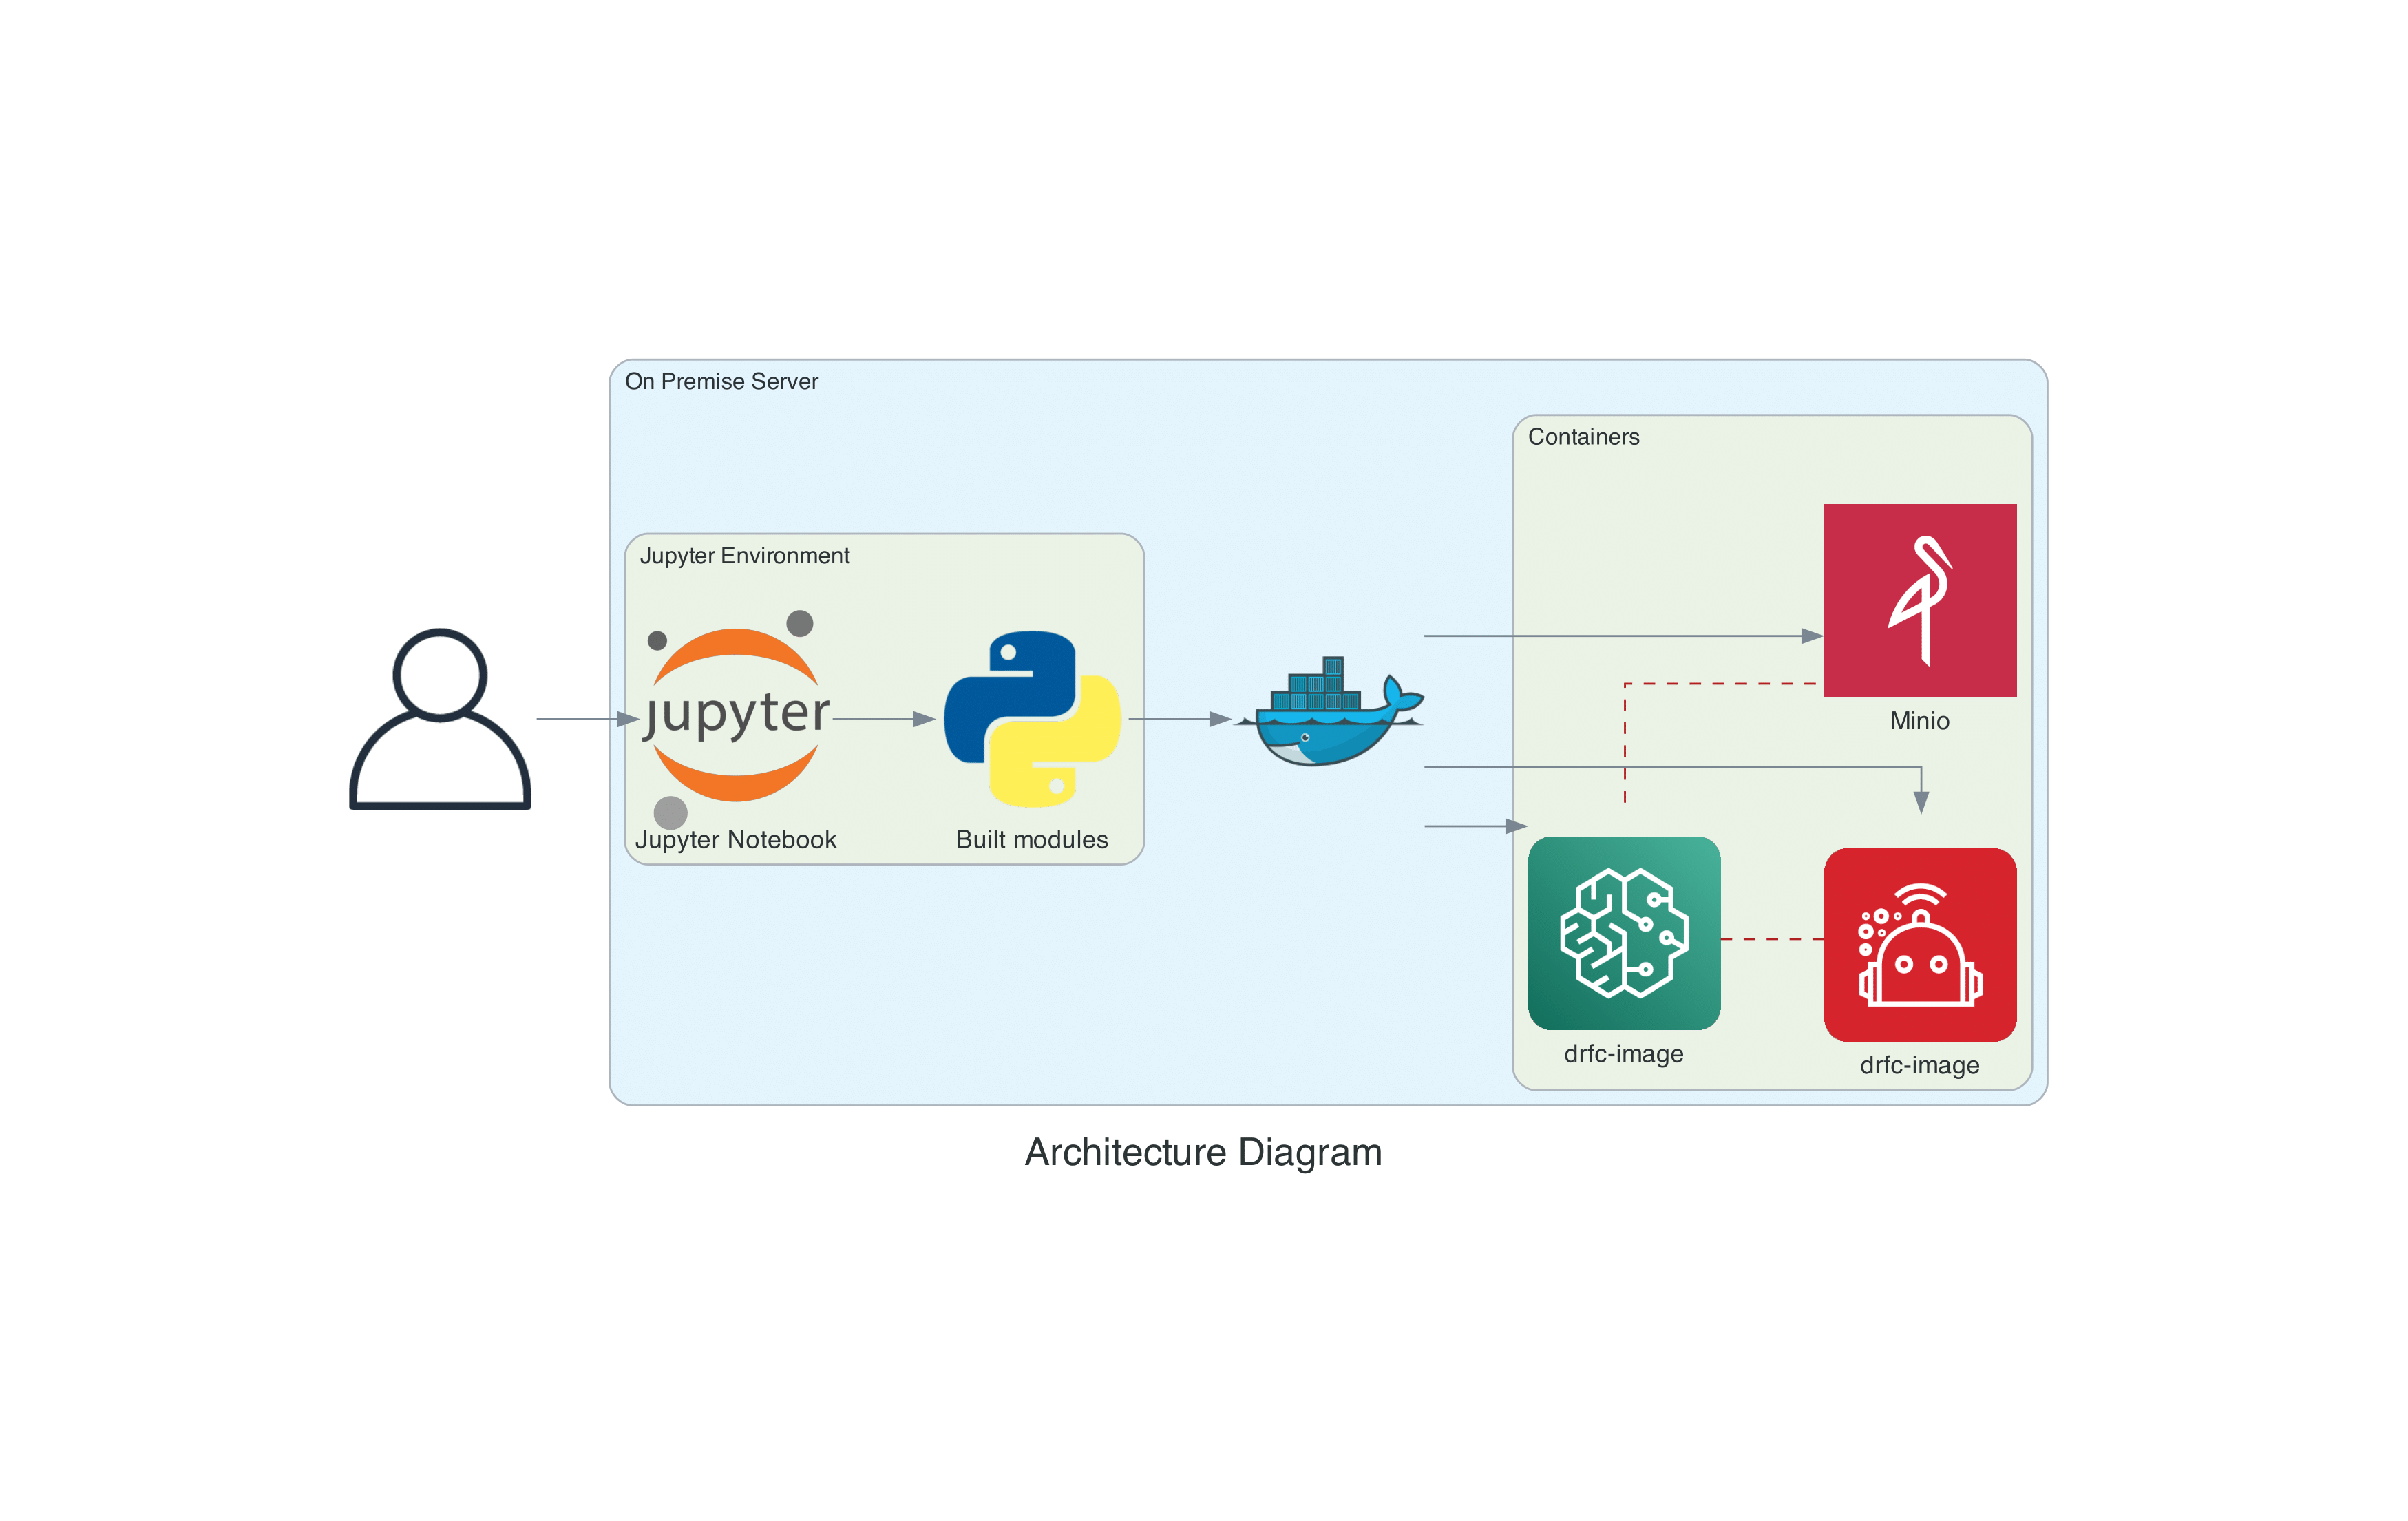 On Premise Server
Containers
Jupyter Environment
jupyter
Jupyter Notebook
Built modules
Minio
drfc-image
drfc-image
Architecture Diagram